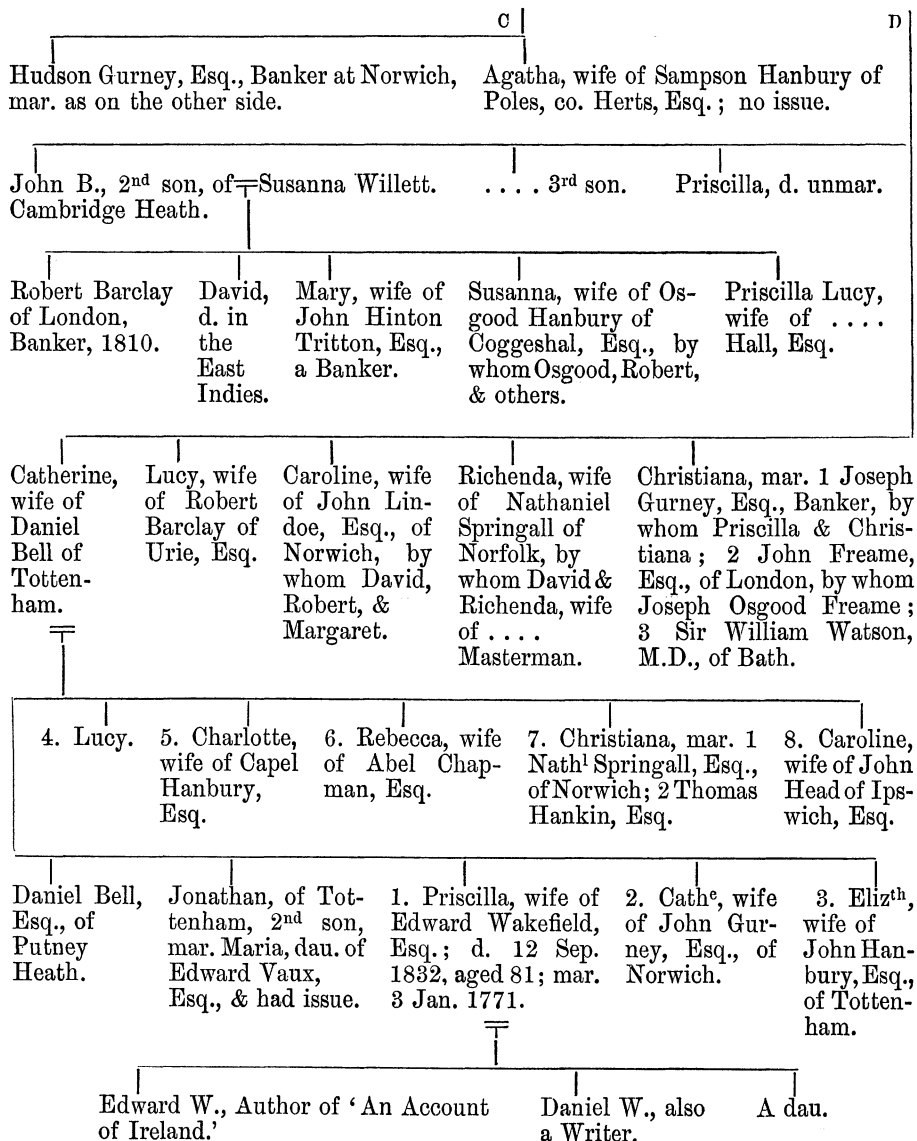 C D
Hudson Gurney, Esq., Banker at Norwich,
mar. as on the other side.
Agatha, wife of Sampson Hanbury of
Poles, co. Herts, Esq.; no issue.
John B., 2nd son, of
Cambridge Heath.
Susanna Willett.
. . . . 3rd son.
Priscilla, d. unmar.
Robert Barclay
of London,
Banker, 1810.
David,
d. in
the
East
Indies.
Mary, wife of
John Hinton
Tritton, Esq.,
a Banker.
Susanna, wife of Os-
good Hanbury of
Coggeshal, Esq., by
whom Osgood, Robert,
& others.
Priscilla Lucy,
wife of . . . .
Hall, Esq.
Catherine,
wife of
Daniel
Bell of
Totten-
ham.
Lucy, wife
of Robert
Barclay of
Urie, Esq.
Caroline, wife
of John Lin-
doe, Esq., of
Norwich, by
whom David,
Robert, &
Margaret.
Richenda, wife
of Nathaniel
Springall of
Norfolk, by
whom David &
Richenda, wife
of . . . .
Masterman.
Christiana, mar. 1 Joseph
Gurney, Esq., Banker, by
whom Priscilla & Chris-
tiana; 2 John Freame,
Esq., of London, by whom
Joseph Osgood Freame;
3 Sir William Watson,
M.D., of Bath.
4. Lucy.
5. Charlotte,
wife of Capel
Hanbury,
Esq.
6. Rebecca, wife
of Abel Chap-
man, Esq.
7. Christiana, mar. 1
Nathl Springall, Esq.,
of Norwich; 2 Thomas
Hankin, Esq.
8. Caroline,
wife of John
Head of Ips-
wich, Esq.
Daniel Bell,
Esq., of
Putney
Heath.
Jonathan, of Tot-
tenham, 2nd son,
mar. Maria, dau. of
Edward Vaux,
Esq., & had issue.
1. Priscilla, wife of
Edward Wakefield,
Esq.; d. 12 Sep.
1832, aged 81; mar.
3 Jan. 1771.
2. Cathe, wife
of John Gur-
ney, Esq., of
Norwich.
3. Elizth,
wife of
John Han-
bury, Esq.,
of Totten-
ham.
Edward W., Author of ‘An Account
of Ireland.’
Daniel W., also
a Writer.
A dau.